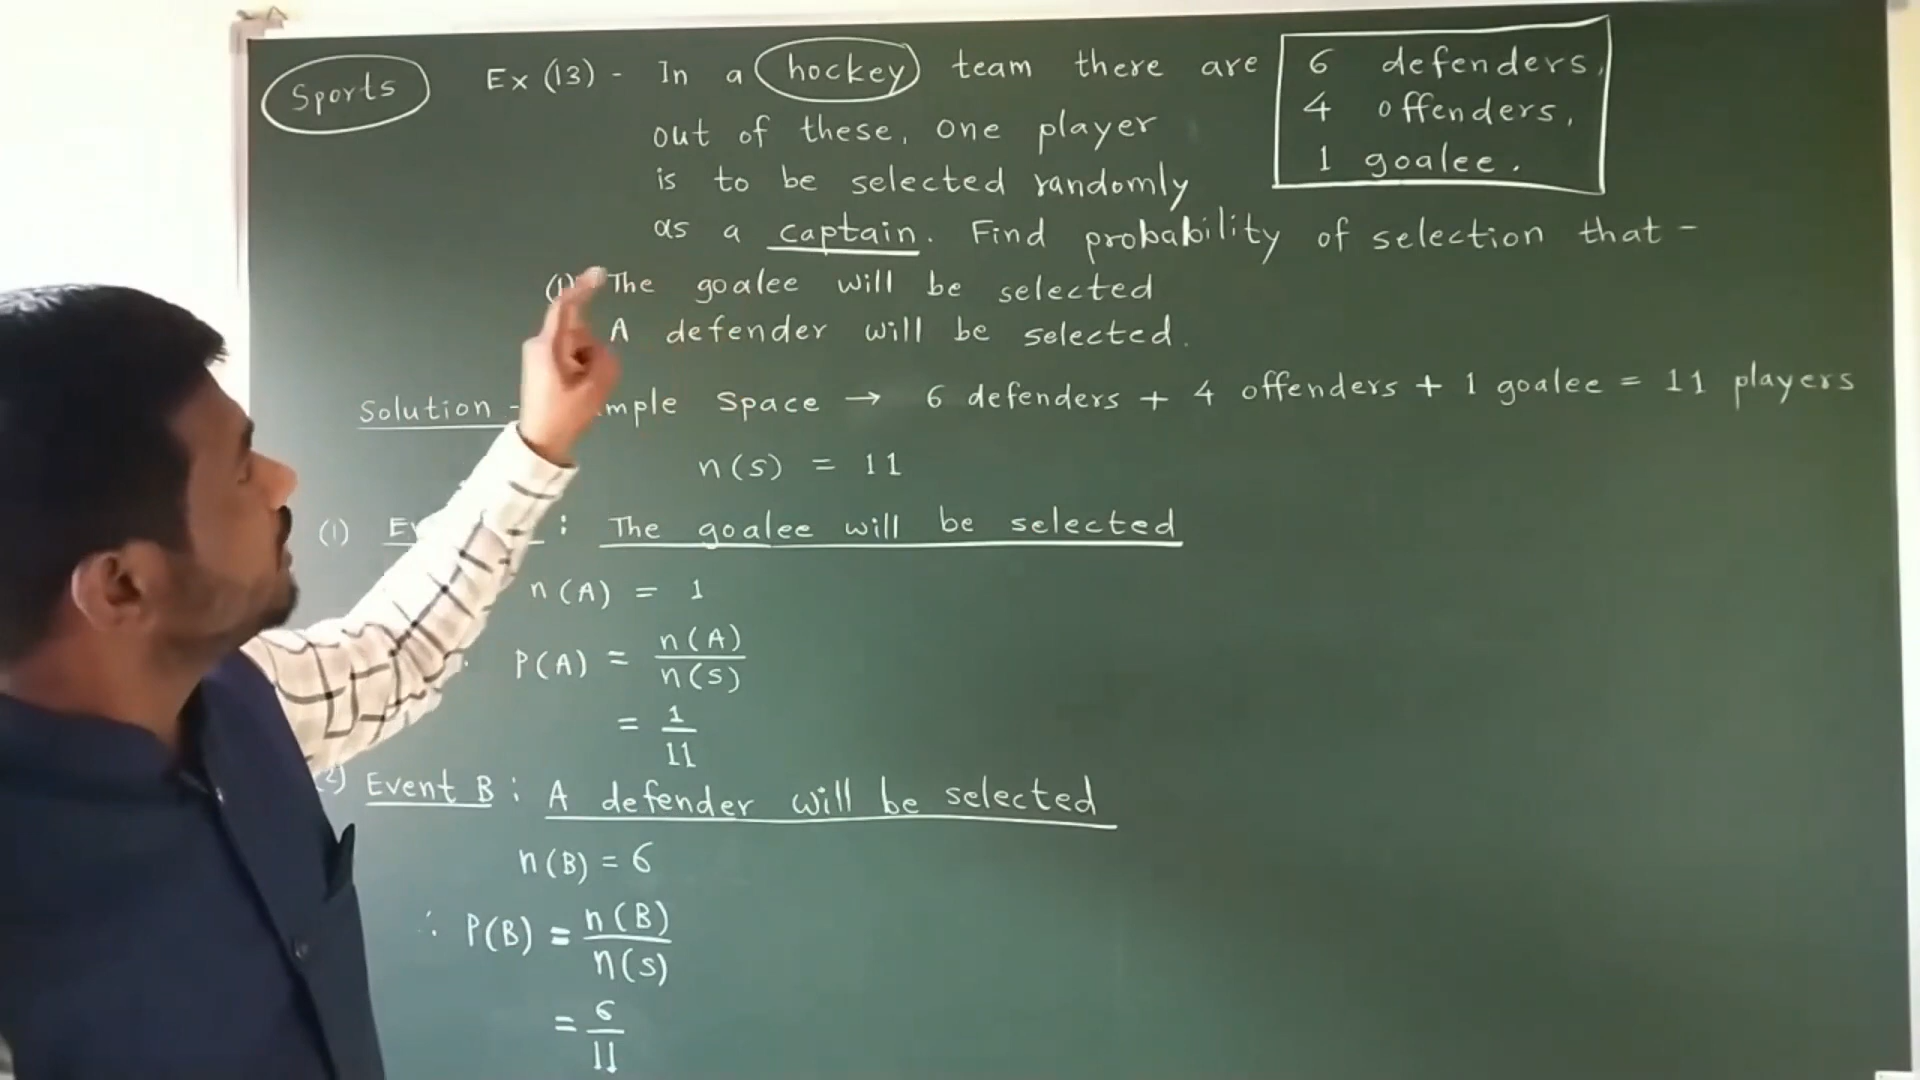 Sports Ex (13) - In a hockey team there are 6 defenders,
4 offenders,
out of these, one player
1 goalee.
is to be selected randomly
as a captain. Find probability of selection that -
(1) The goalee will be selected
A defender will be selected.
Solution - mple Space → 6 defenders + 4 offenders + 1 goalee = 11 players
n(s) = 11
(1) : The goalee will be selected
n(A) = 1
P(A) = n(A)/n(s)
= 1/11
2) Event B : A defender will be selected
n(B) = 6
∴ P(B) = n(B)/n(s)
= 6/11